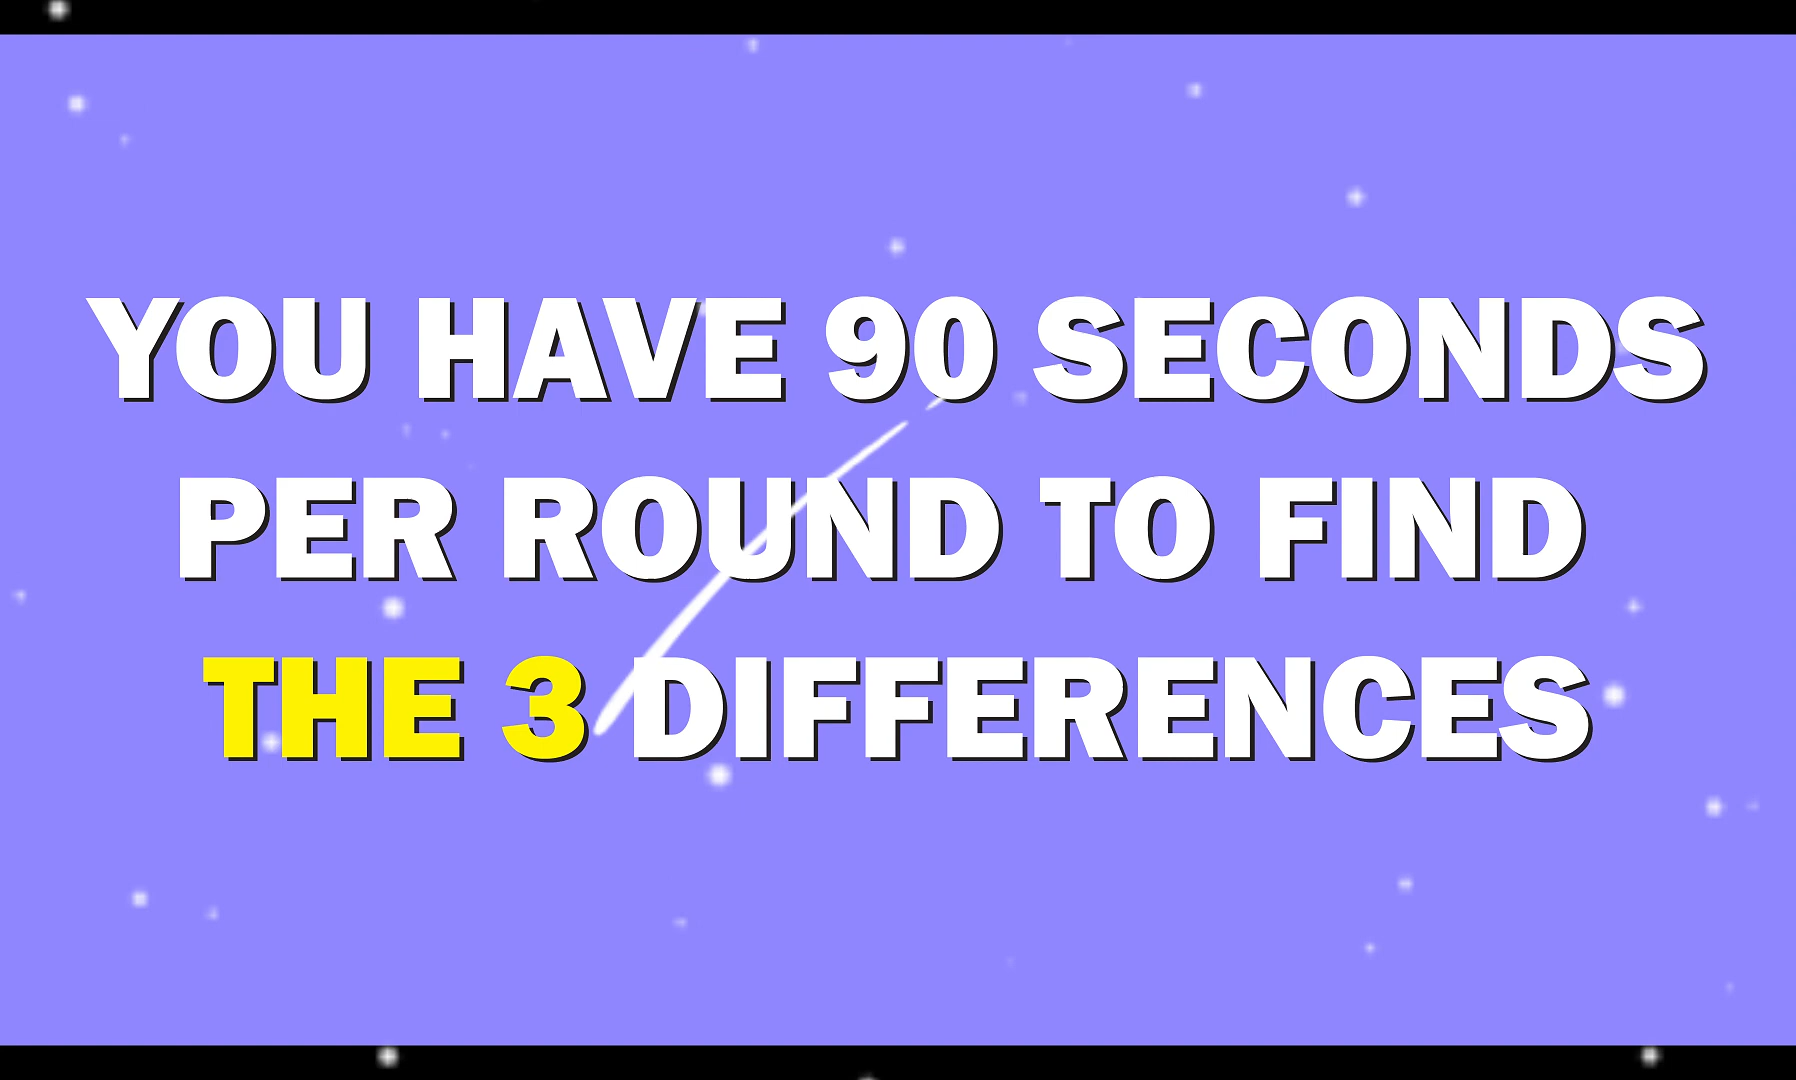 YOU HAVE 90 SECONDS
PER ROUND TO FIND
THE 3 DIFFERENCES